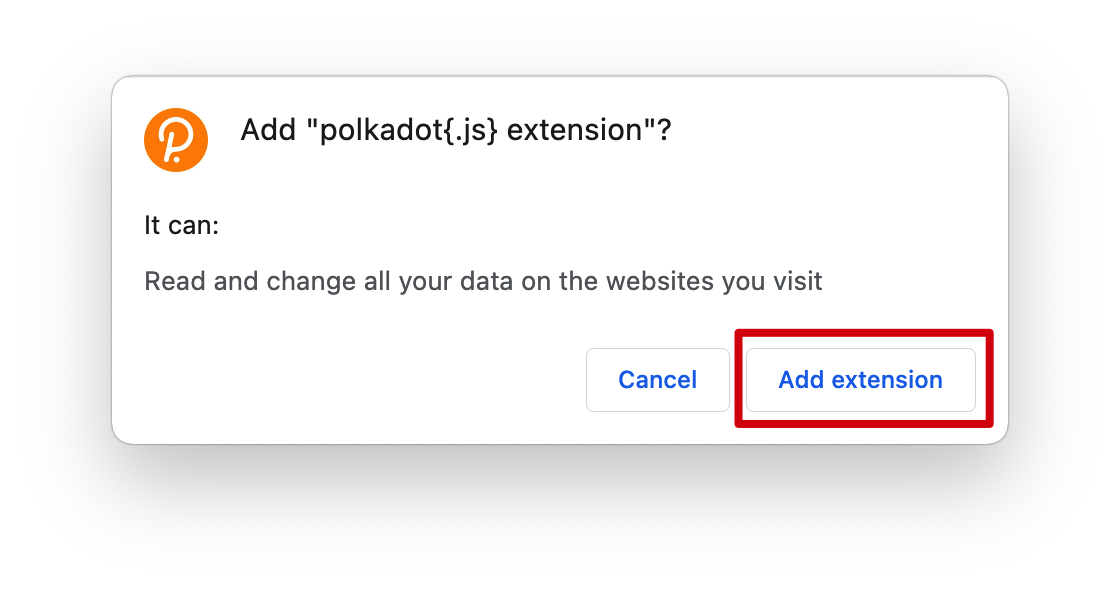 Add "polkadot{.js} extension"?
It can:
Read and change all your data on the websites you visit
Cancel
Add extension